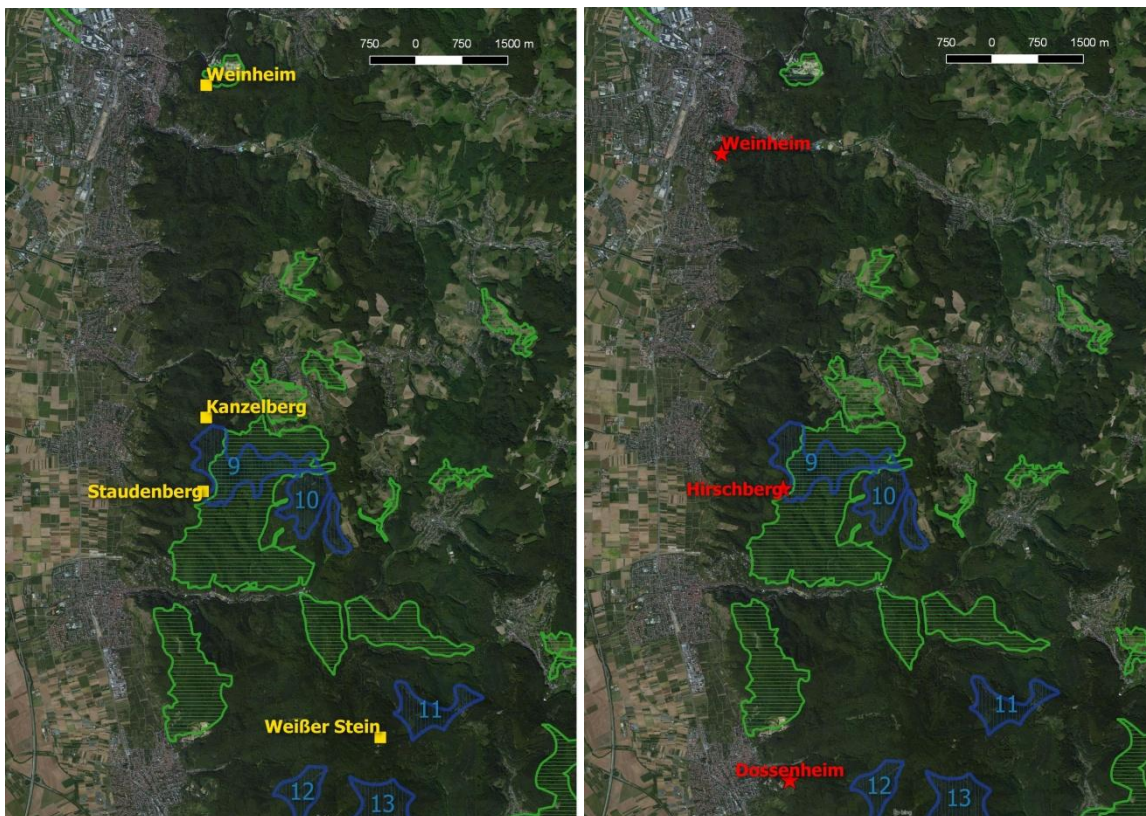 750 0 750 1500 m
Weinheim
Kanzelberg
9
Staudenberg
10
11
Weißer Stein
12
13
750 0 750 1500 m
Weinheim
9
Hirschberg
10
11
Dossenheim
12
13
bing